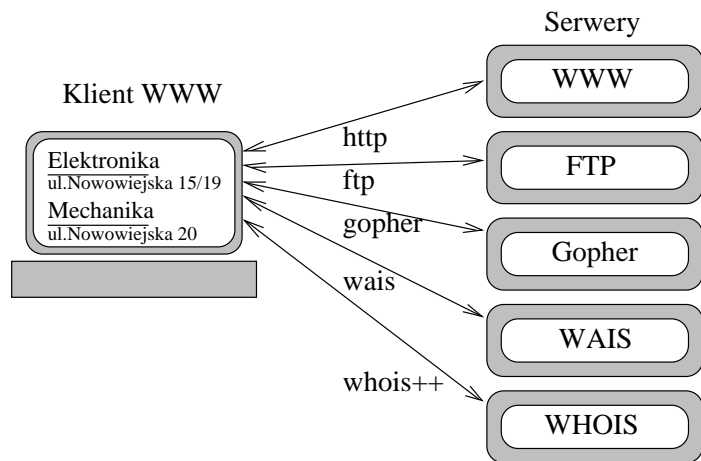 Serwery
Klient WWW
WWW
http
Elektronika
ul.Nowowiejska 15/19
FTP
ftp
Mechanika
ul.Nowowiejska 20
gopher
Gopher
wais
WAIS
whois++
WHOIS